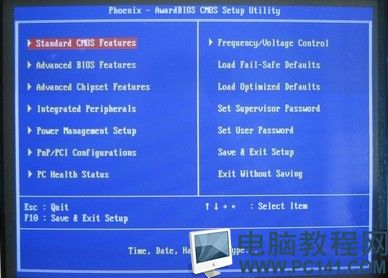 Phoenix - AwardBIOS CMOS Setup Utility
Standard CMOS Features
Advanced BIOS Features
Advanced Chipset Features
Integrated Peripherals
Power Management Setup
PnP/PCI Configurations
PC Health Status
Frequency/Voltage Control
Load Fail-Safe Defaults
Load Optimized Defaults
Set Supervisor Password
Set User Password
Save & Exit Setup
Exit Without Saving
Esc : Quit
F10 : Save & Exit Setup
↑ ↓ → ← : Select Item
Time, Date, Ha
ype...
电脑教程网
WWW.PC141.COM